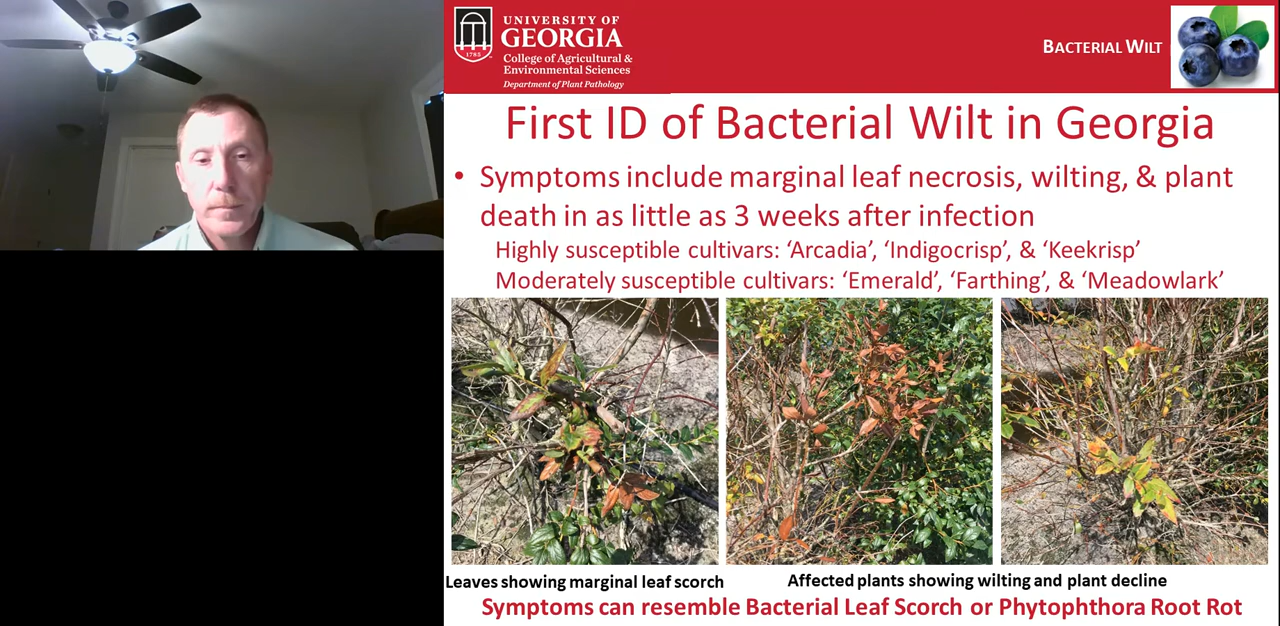 UNIVERSITY OF
GEORGIA
1785
College of Agricultural &
Environmental Sciences
Department of Plant Pathology
BACTERIAL WILT
First ID of Bacterial Wilt in Georgia
• Symptoms include marginal leaf necrosis, wilting, & plant
death in as little as 3 weeks after infection
Highly susceptible cultivars: ‘Arcadia’, ‘Indigocrisp’, & ‘Keekrisp’
Moderately susceptible cultivars: ‘Emerald’, ‘Farthing’, & ‘Meadowlark’
Leaves showing marginal leaf scorch
Affected plants showing wilting and plant decline
Symptoms can resemble Bacterial Leaf Scorch or Phytophthora Root Rot